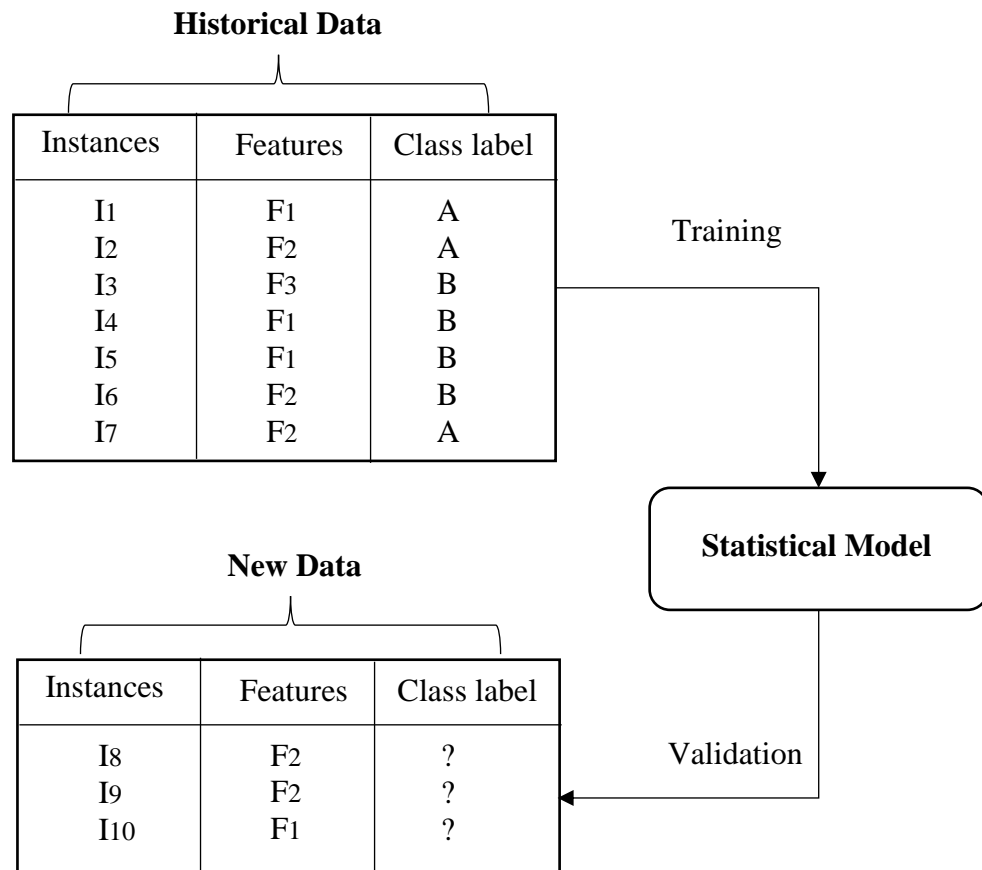 Historical Data
Instances Features Class label
I1 F1 A
I2 F2 A
I3 F3 B
I4 F1 B
I5 F1 B
I6 F2 B
I7 F2 A
Training
Statistical Model
New Data
Instances Features Class label
I8 F2 ?
I9 F2 ?
I10 F1 ?
Validation